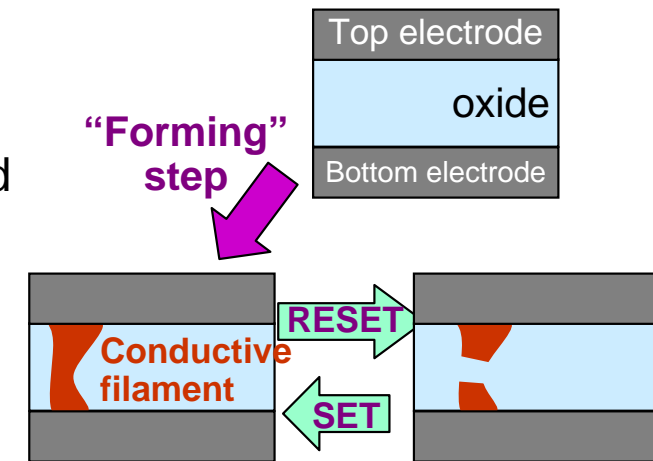 Top electrode
oxide
Bottom electrode
“Forming”
step
d
RESET
Conductive
filament
SET